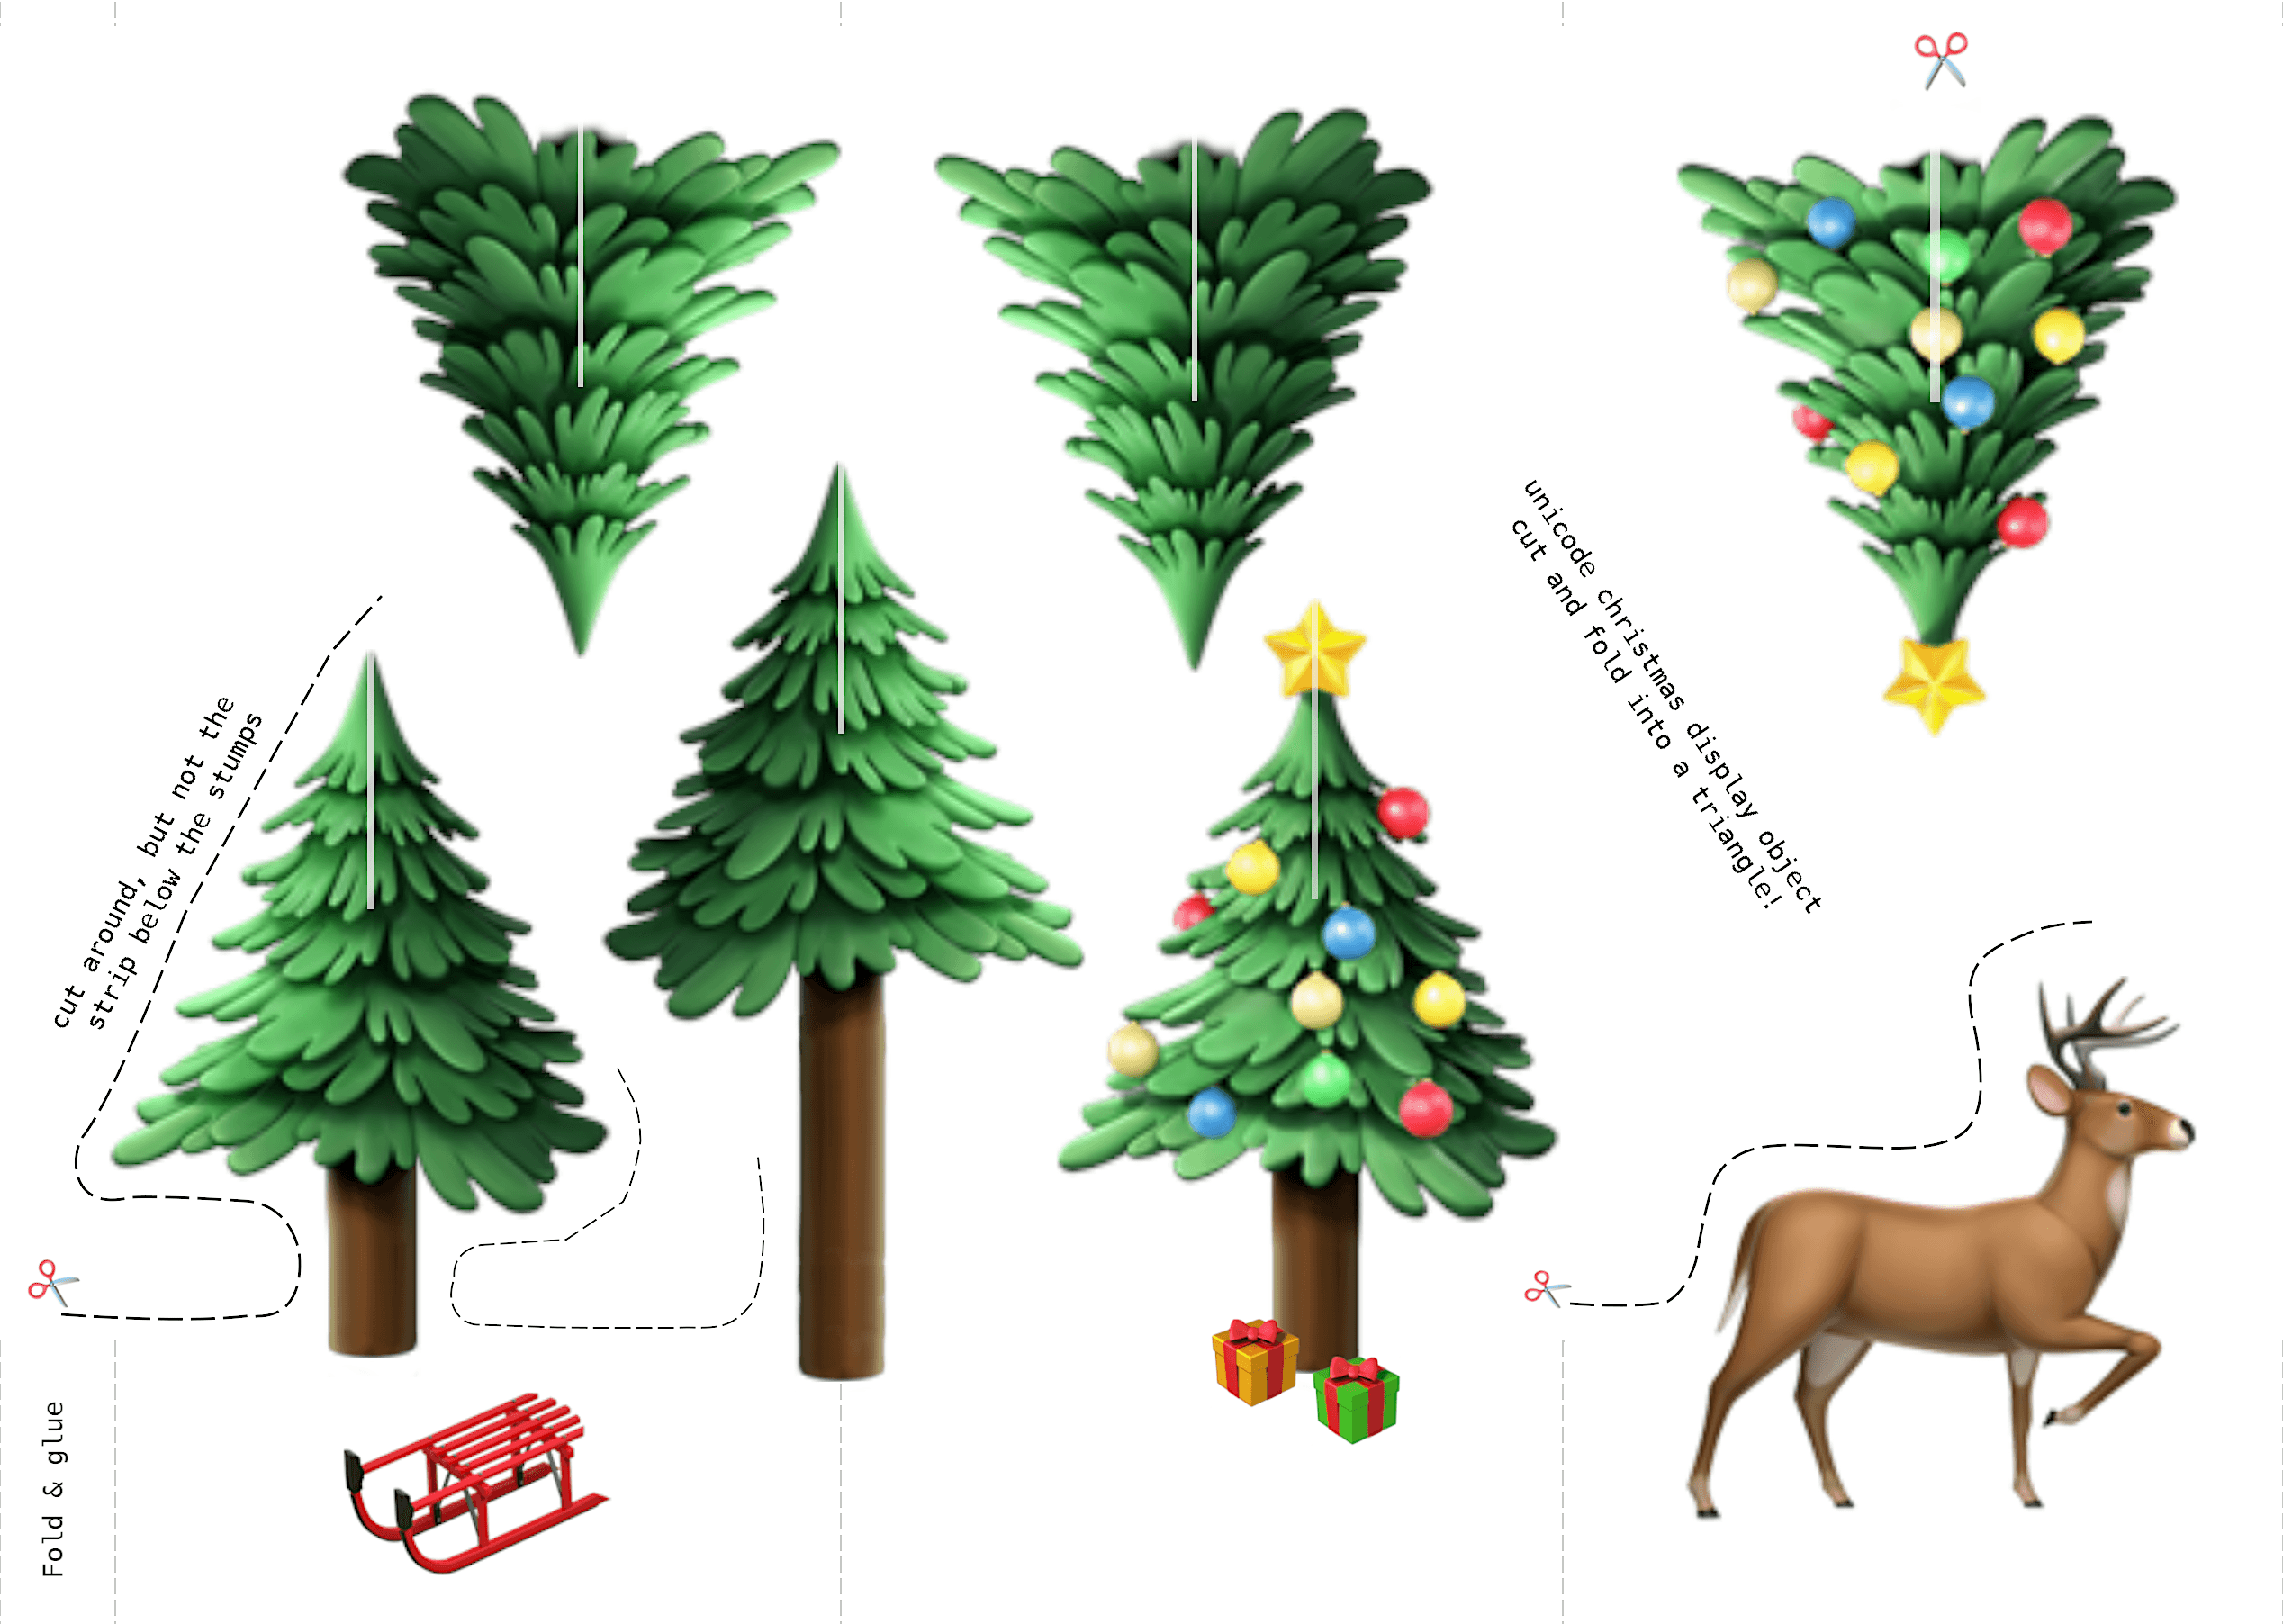 unicode christmas display object
cut and fold into a triangle!
cut around, but not the
strip below the stumps
Fold & glue